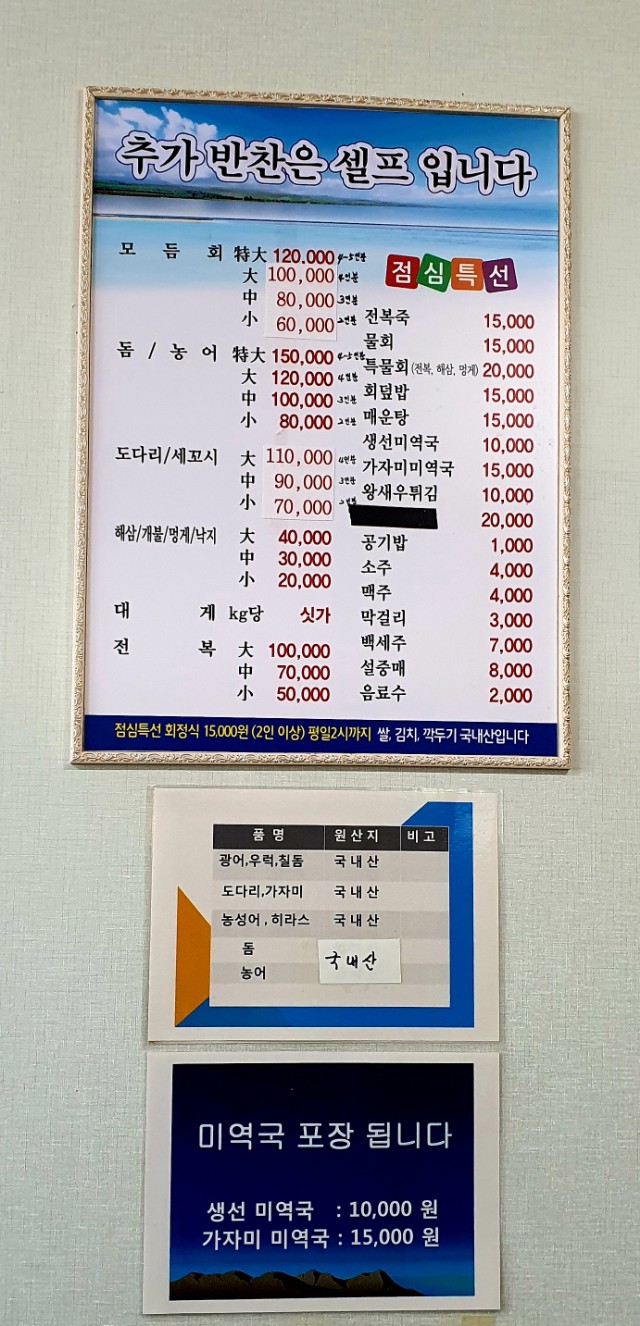 추가 반찬은 셀프 입니다
모 듬 회 特大 120.000 4~5인분
大 100,000 4인분
中 80,000 3인분
小 60,000 2인분
돔 / 농 어 特大 150,000 4~5인분
大 120,000 4인분
中 100,000 3인분
小 80,000 2인분
도다리/세꼬시 大 110,000 4인분
中 90,000 3인분
小 70,000 2인분
해삼/개불/멍게/낙지 大 40,000
中 30,000
小 20,000
대 게 kg당 싯가
전 복 大 100,000
中 70,000
小 50,000
점심특선
전복죽 15,000
물회 15,000
특물회(전복, 해삼, 멍게) 20,000
회덮밥 15,000
매운탕 15,000
생선미역국 10,000
가자미미역국 15,000
왕새우튀김 10,000
20,000
공기밥 1,000
소주 4,000
맥주 4,000
막걸리 3,000
백세주 7,000
설중매 8,000
음료수 2,000
점심특선 회정식 15.000원 (2인 이상) 평일2시까지 쌀, 김치, 깍두기 국내산입니다
품 명 원 산 지 비 고
광어,우럭,칠돔 국 내 산
도다리,가자미 국 내 산
농성어 , 히라스 국 내 산
돔
농어
국내산
미역국 포장 됩니다
생선 미역국 : 10,000 원
가자미 미역국 : 15,000 원